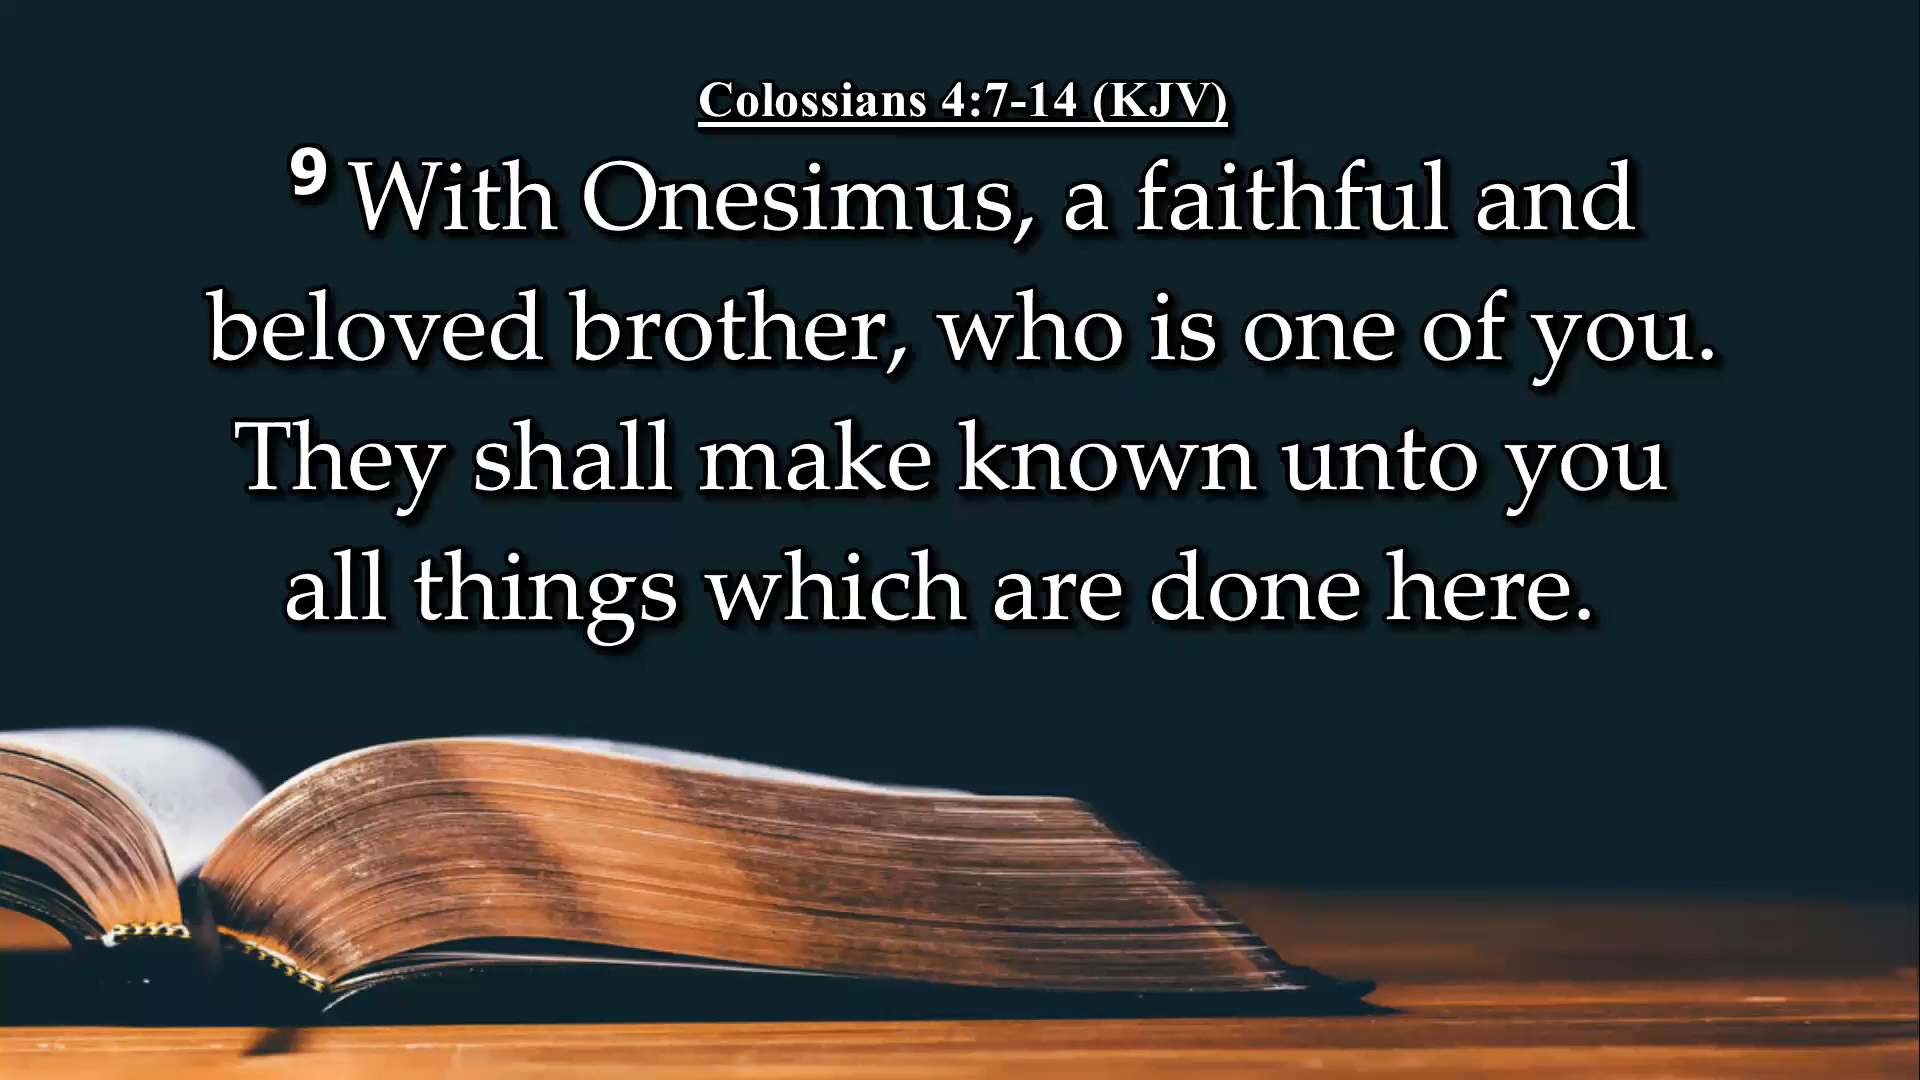 Colossians 4:7-14 (KJV)
9 With Onesimus, a faithful and
beloved brother, who is one of you.
They shall make known unto you
all things which are done here.